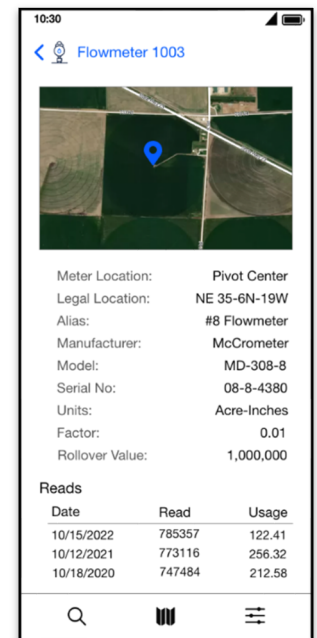 10:30
Flowmeter 1003
Meter Location: Pivot Center
Legal Location: NE 35-6N-19W
Alias: #8 Flowmeter
Manufacturer: McCrometer
Model: MD-308-8
Serial No: 08-8-4380
Units: Acre-Inches
Factor: 0.01
Rollover Value: 1,000,000
Reads
Date Read Usage
10/15/2022 785357 122.41
10/12/2021 773116 256.32
10/18/2020 747484 212.58